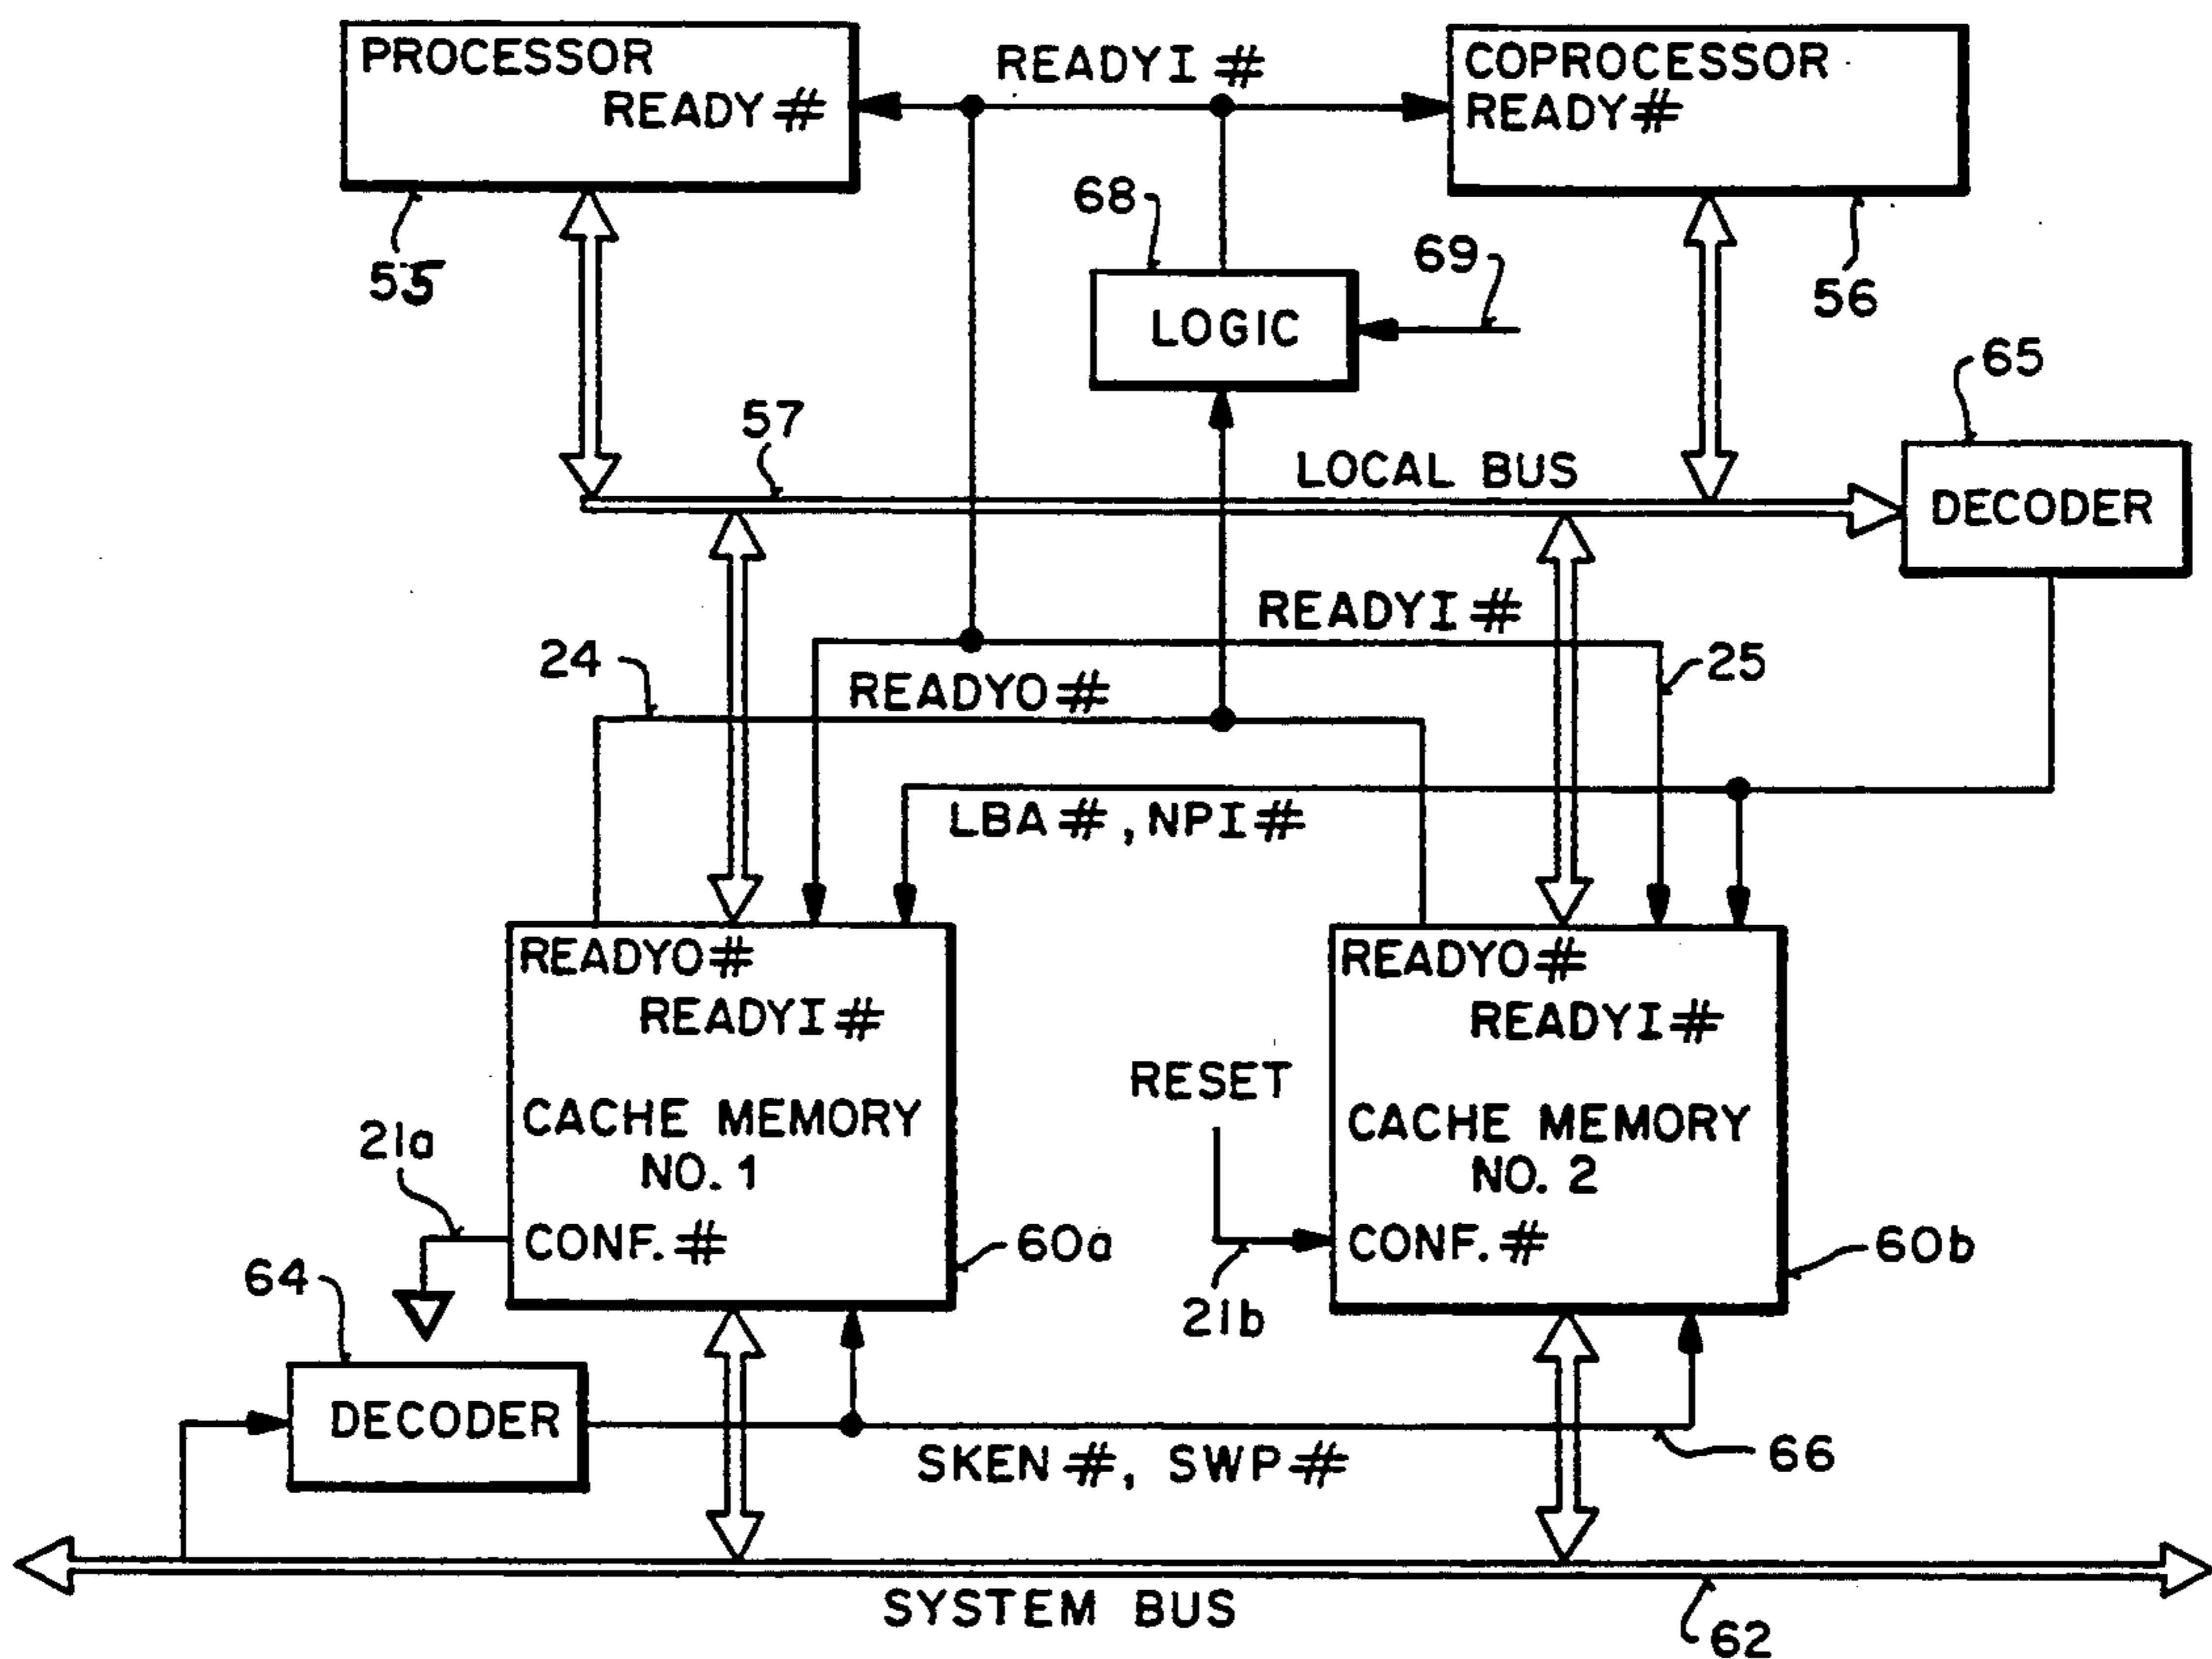 PROCESSOR
READY#
READYI#
COPROCESSOR
READY#
55
68
69
56
LOGIC
65
57
LOCAL BUS
DECODER
READYI#
24
25
READYO#
LBA#, NPI#
READYO#
READYI#
CACHE MEMORY
NO. 1
CONF.#
21a
60a
RESET
21b
READYO#
READYI#
CACHE MEMORY
NO. 2
CONF.#
60b
64
DECODER
SKEN#, SWP#
66
SYSTEM BUS
62